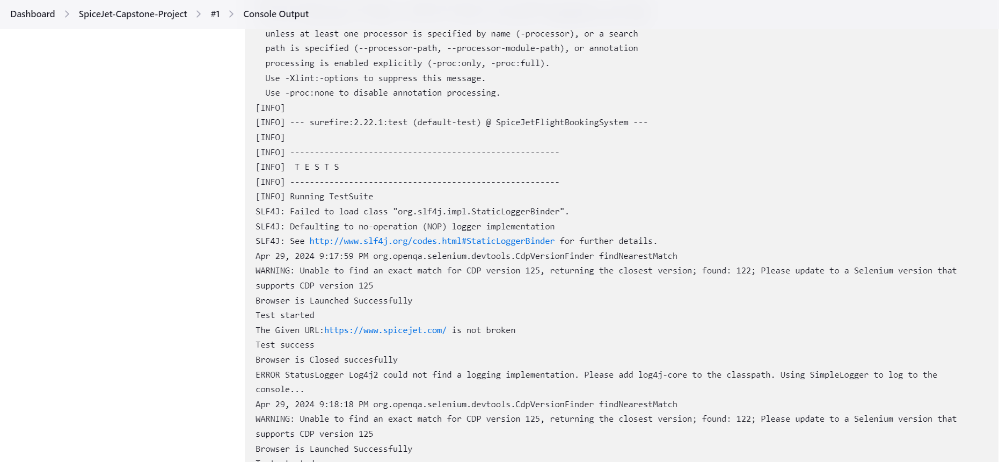 Dashboard > SpiceJet-Capstone-Project > #1 > Console Output
unless at least one processor is specified by name (-processor), or a search
path is specified (--processor-path, --processor-module-path), or annotation
processing is enabled explicitly (-proc:only, -proc:full).
Use -Xlint:-options to suppress this message.
Use -proc:none to disable annotation processing.
[INFO]
[INFO] --- surefire:2.22.1:test (default-test) @ SpiceJetFlightBookingSystem ---
[INFO]
[INFO] -------------------------------------------------------
[INFO]  T E S T S
[INFO] -------------------------------------------------------
[INFO] Running TestSuite
SLF4J: Failed to load class "org.slf4j.impl.StaticLoggerBinder".
SLF4J: Defaulting to no-operation (NOP) logger implementation
SLF4J: See http://www.slf4j.org/codes.html#StaticLoggerBinder for further details.
Apr 29, 2024 9:17:59 PM org.openqa.selenium.devtools.CdpVersionFinder findNearestMatch
WARNING: Unable to find an exact match for CDP version 125, returning the closest version; found: 122; Please update to a Selenium version that
supports CDP version 125
Browser is Launched Successfully
Test started
The Given URL:https://www.spicejet.com/ is not broken
Test success
Browser is Closed succesfully
ERROR StatusLogger Log4j2 could not find a logging implementation. Please add log4j-core to the classpath. Using SimpleLogger to log to the
console...
Apr 29, 2024 9:18:18 PM org.openqa.selenium.devtools.CdpVersionFinder findNearestMatch
WARNING: Unable to find an exact match for CDP version 125, returning the closest version; found: 122; Please update to a Selenium version that
supports CDP version 125
Browser is Launched Successfully